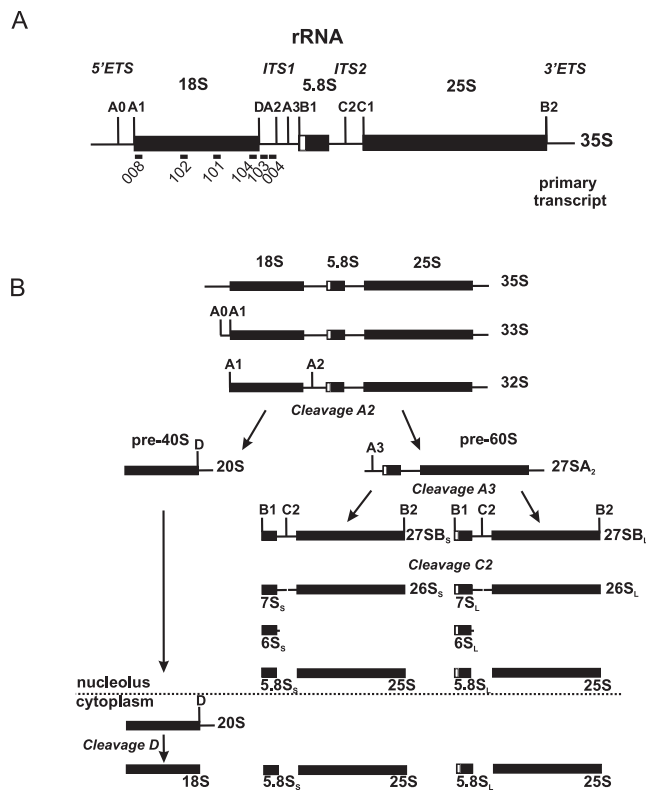 A
rRNA
5'ETS 18S ITS1 5.8S ITS2 25S 3'ETS
A0 A1 D A2 A3 B1 C2 C1 B2
35S
008 102 101 104 103 004
primary
transcript
B
18S 5.8S 25S
35S
A0 A1
33S
A1 A2
32S
Cleavage A2
pre-40S D
20S
A3 pre-60S
27SA2
Cleavage A3
B1 C2 B2 B1 C2 B2
27SBS 27SBL
Cleavage C2
7SS 26SS 7SL 26SL
6SS 6SL
5.8SS 25S 5.8SL 25S
nucleolus
cytoplasm
D
20S
Cleavage D
18S 5.8SS 25S 5.8SL 25S